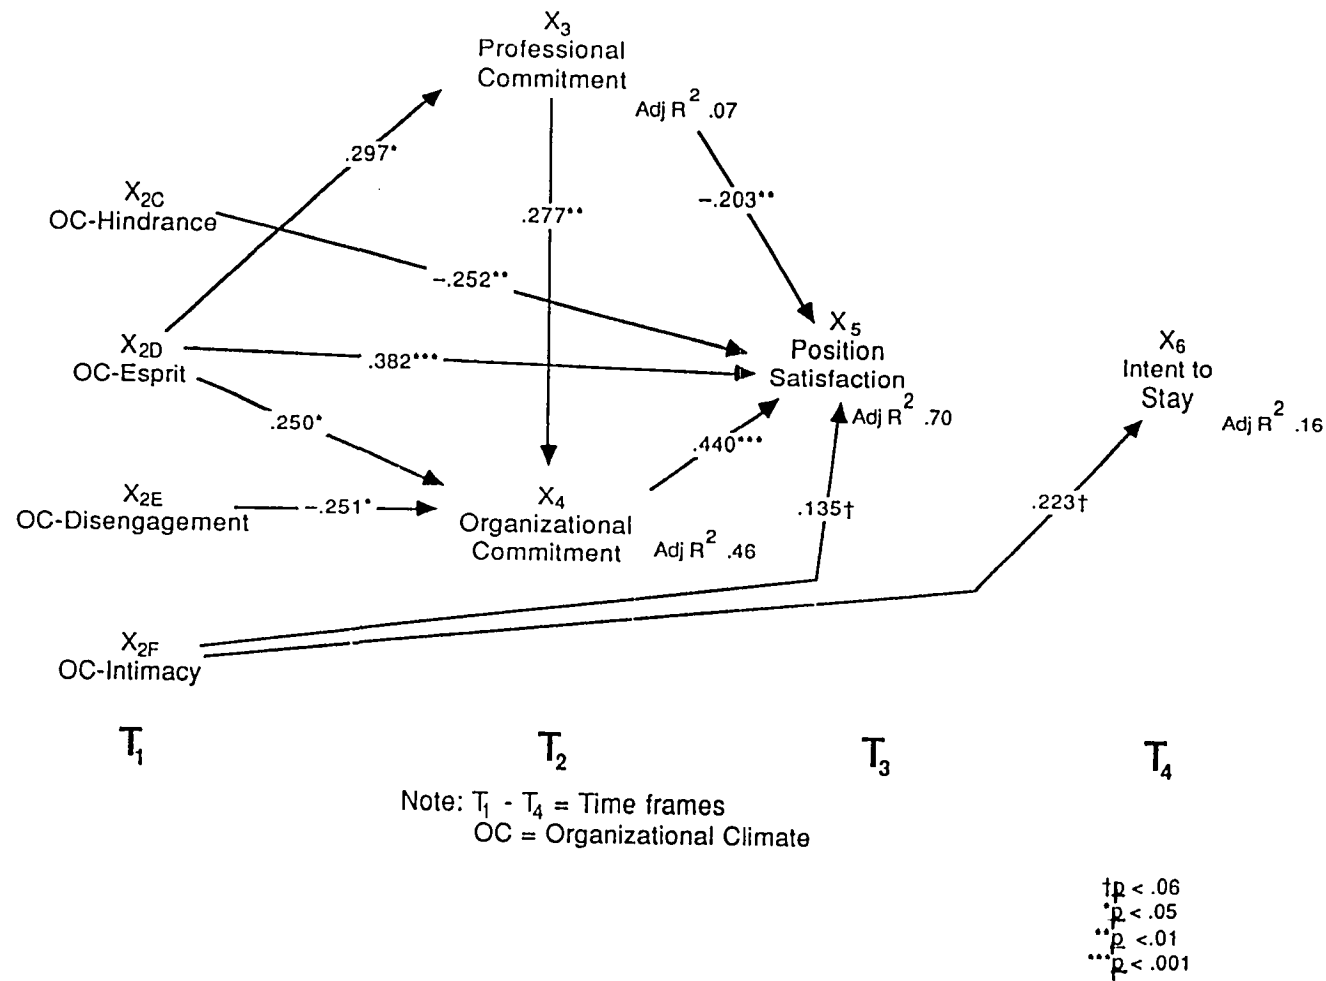 X3
Professional
Commitment
Adj R2 .07
.297*
X2C
OC-Hindrance
.277**
-.203**
-.252**
X2D
OC-Esprit
.382***
X5
Position
Satisfaction
Adj R2 .70
X6
Intent to
Stay
Adj R2 .16
.250*
.440***
X2E
OC-Disengagement
-.251*
X4
Organizational
Commitment
Adj R2 .46
.135†
.223†
X2F
OC-Intimacy
T1
T2
T3
T4
Note: T1 - T4 = Time frames
OC = Organizational Climate
†p < .06
*p < .05
**p <.01
***p < .001